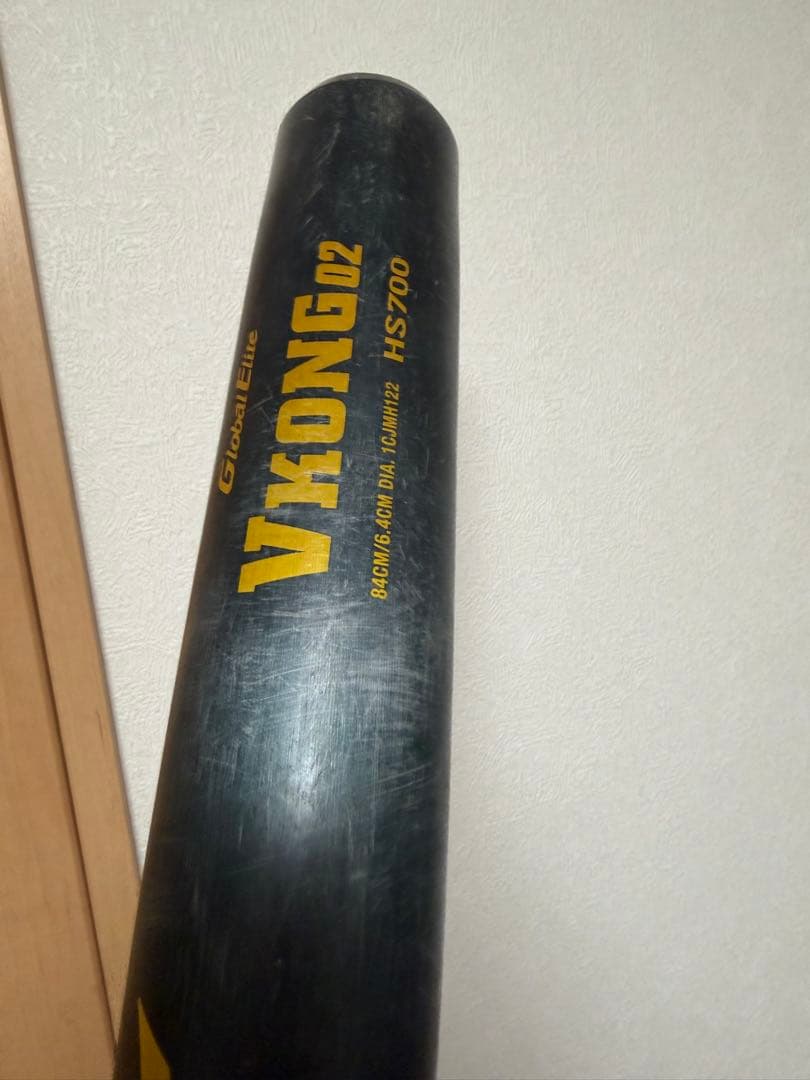 Global Elite
VKONG02
84CM/6.4CM DIA. 1CJMH122 HS700